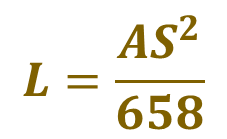 L = AS²/658